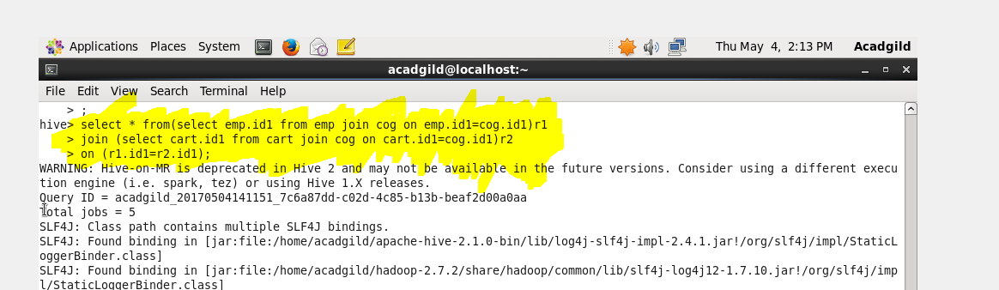 Applications Places System Thu May 4, 2:13 PM Acadgild
acadgild@localhost:~
File Edit View Search Terminal Help
> ;
hive> select * from(select emp.id1 from emp join cog on emp.id1=cog.id1)r1
> join (select cart.id1 from cart join cog on cart.id1=cog.id1)r2
> on (r1.id1=r2.id1);
WARNING: Hive-on-MR is deprecated in Hive 2 and may not be available in the future versions. Consider using a different execu
tion engine (i.e. spark, tez) or using Hive 1.X releases.
Query ID = acadgild_20170504141151_7c6a87dd-c02d-4c85-b13b-beaf2d00a0aa
Total jobs = 5
SLF4J: Class path contains multiple SLF4J bindings.
SLF4J: Found binding in [jar:file:/home/acadgild/apache-hive-2.1.0-bin/lib/log4j-slf4j-impl-2.4.1.jar!/org/slf4j/impl/StaticL
oggerBinder.class]
SLF4J: Found binding in [jar:file:/home/acadgild/hadoop-2.7.2/share/hadoop/common/lib/slf4j-log4j12-1.7.10.jar!/org/slf4j/imp
l/StaticLoggerBinder.class]